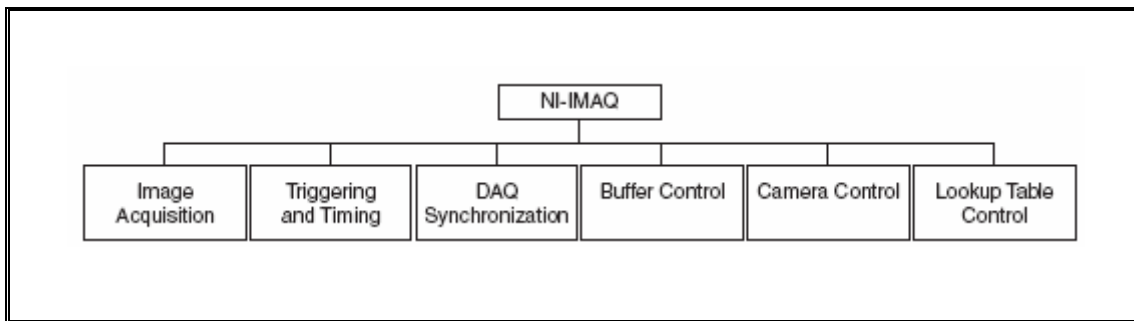 NI-IMAQ
Image
Acquisition
Triggering
and Timing
DAQ
Synchronization
Buffer Control
Camera Control
Lookup Table
Control